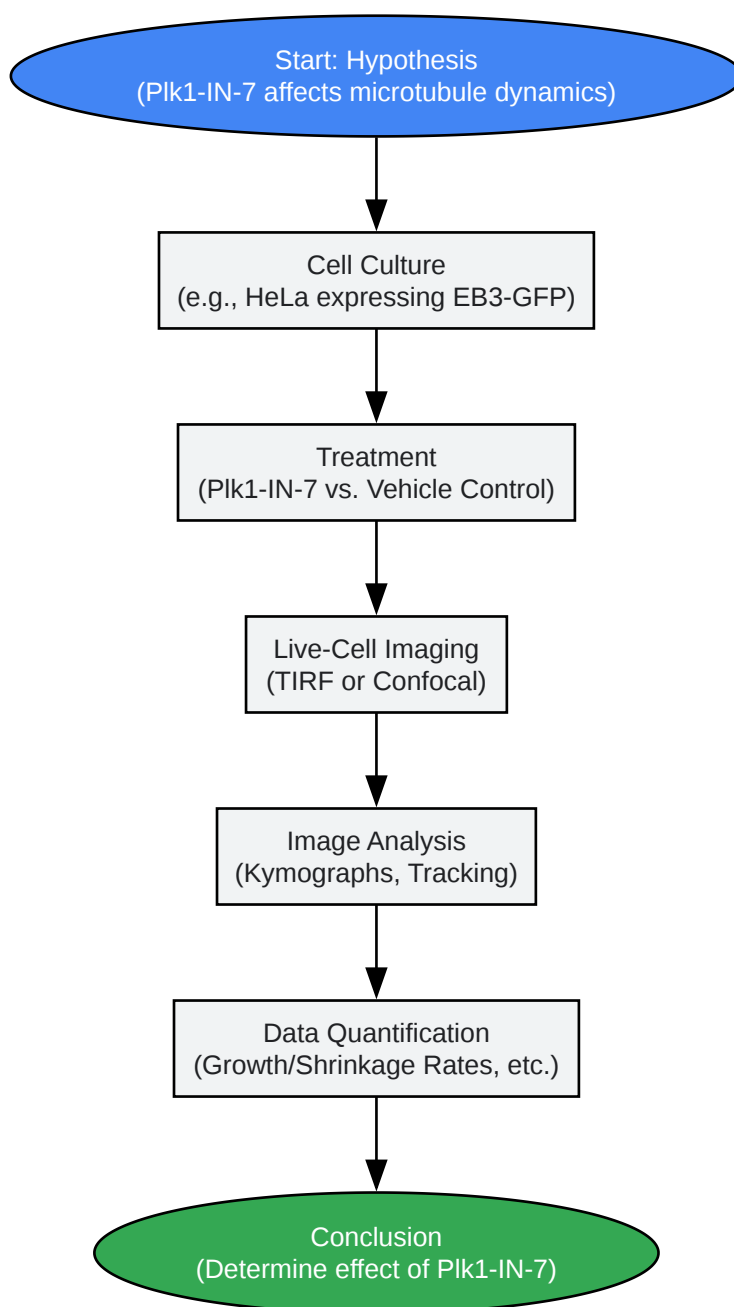 Start: Hypothesis
(Plk1-IN-7 affects microtubule dynamics)
Cell Culture
(e.g., HeLa expressing EB3-GFP)
Treatment
(Plk1-IN-7 vs. Vehicle Control)
Live-Cell Imaging
(TIRF or Confocal)
Image Analysis
(Kymographs, Tracking)
Data Quantification
(Growth/Shrinkage Rates, etc.)
Conclusion
(Determine effect of Plk1-IN-7)